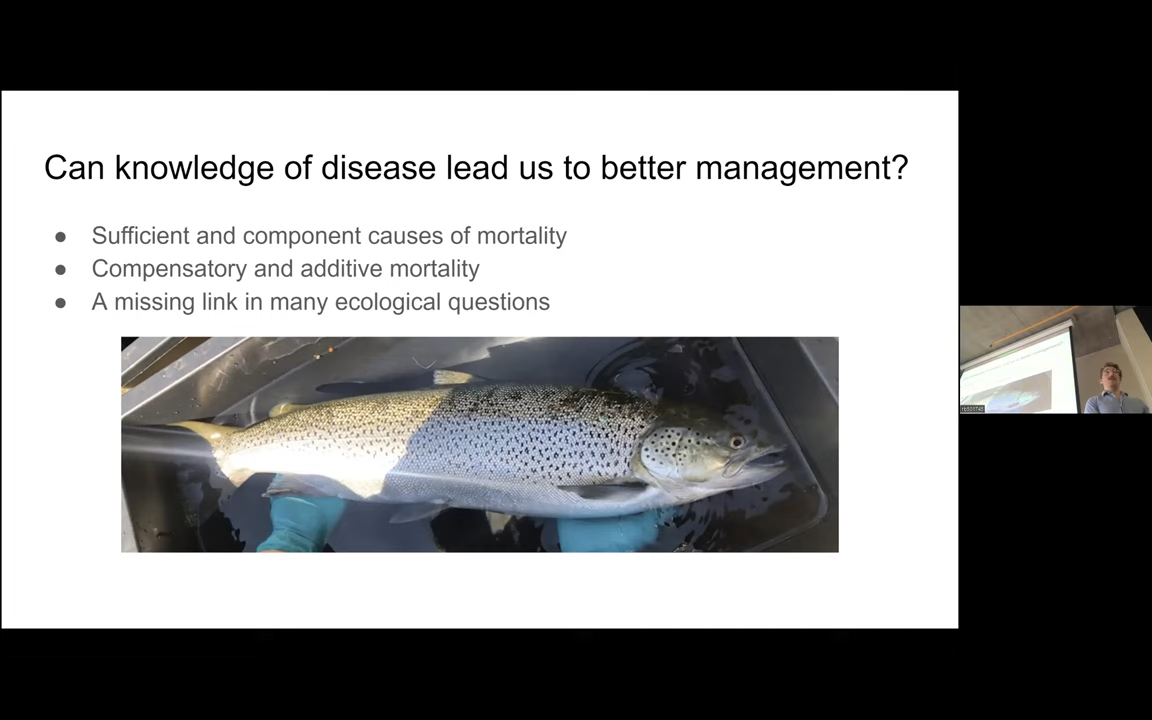 Can knowledge of disease lead us to better management?
● Sufficient and component causes of mortality
● Compensatory and additive mortality
● A missing link in many ecological questions